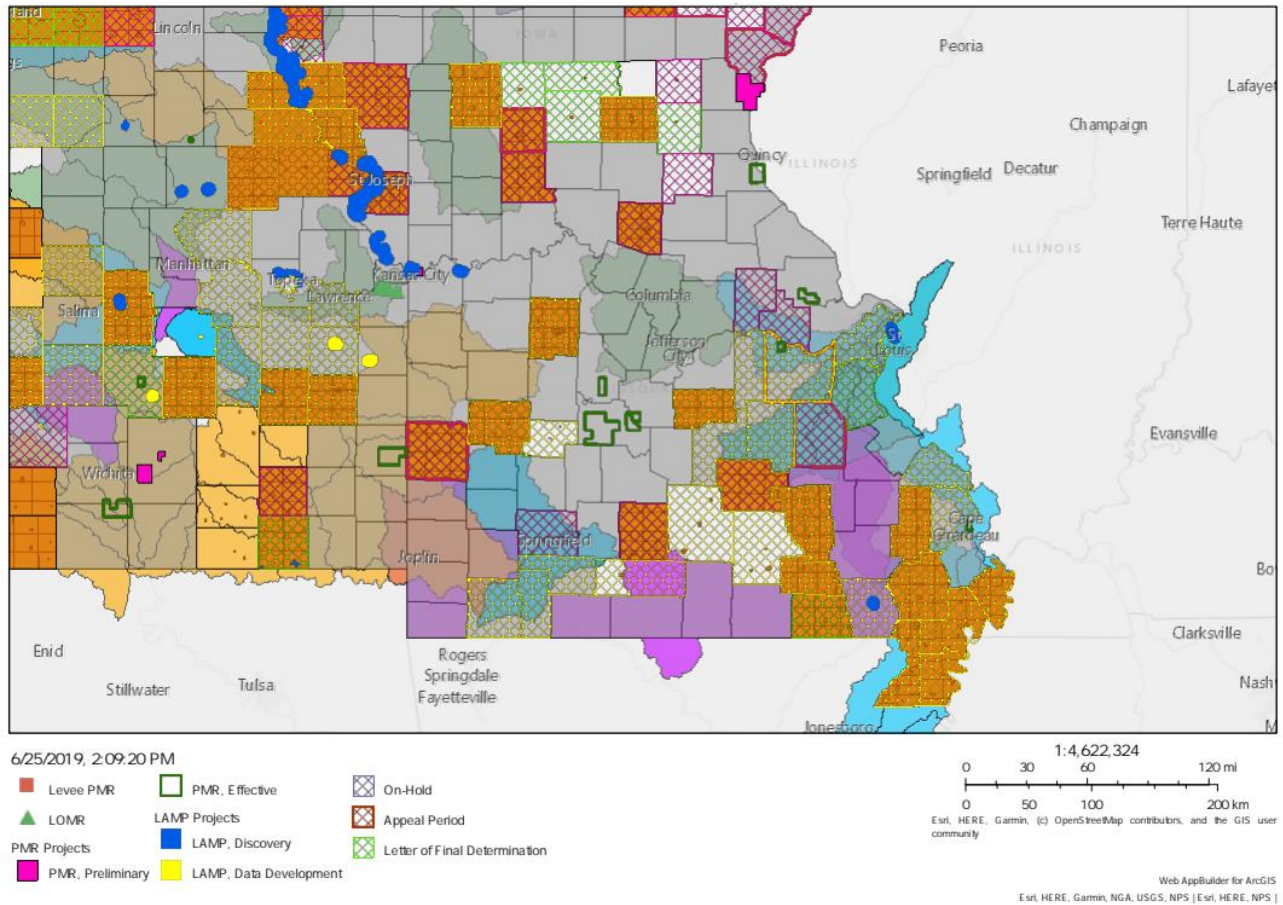 Lincoln
IOWA
Peoria
Lafayet
Champaign
Quincy
ILLINOIS
Springfield
Decatur
St Joseph
Terre Haute
ILLINOIS
Manhattan
Topeka
Kansas City
Lawrence
Columbia
Salina
Jefferson
City
St
Louis
Evansville
Wichita
Cape
Girardeau
Springfield
Joplin
Bo
Enid
Rogers
Springdale
Fayetteville
Clarksville
Stillwater
Tulsa
Nash
Jonesboro
M
6/25/2019, 2:09:20 PM
Levee PMR
LOMR
PMR Projects
PMR, Preliminary
PMR, Effective
LAMP Projects
LAMP, Discovery
LAMP, Data Development
On-Hold
Appeal Period
Letter of Final Determination
1:4,622,324
0 30 60 120 mi
0 50 100 200 km
Esri, HERE, Garmin, (c) OpenStreetMap contributors, and the GIS user
community
Web AppBuilder for ArcGIS
Esri, HERE, Garmin, NGA, USGS, NPS | Esri, HERE, NPS |